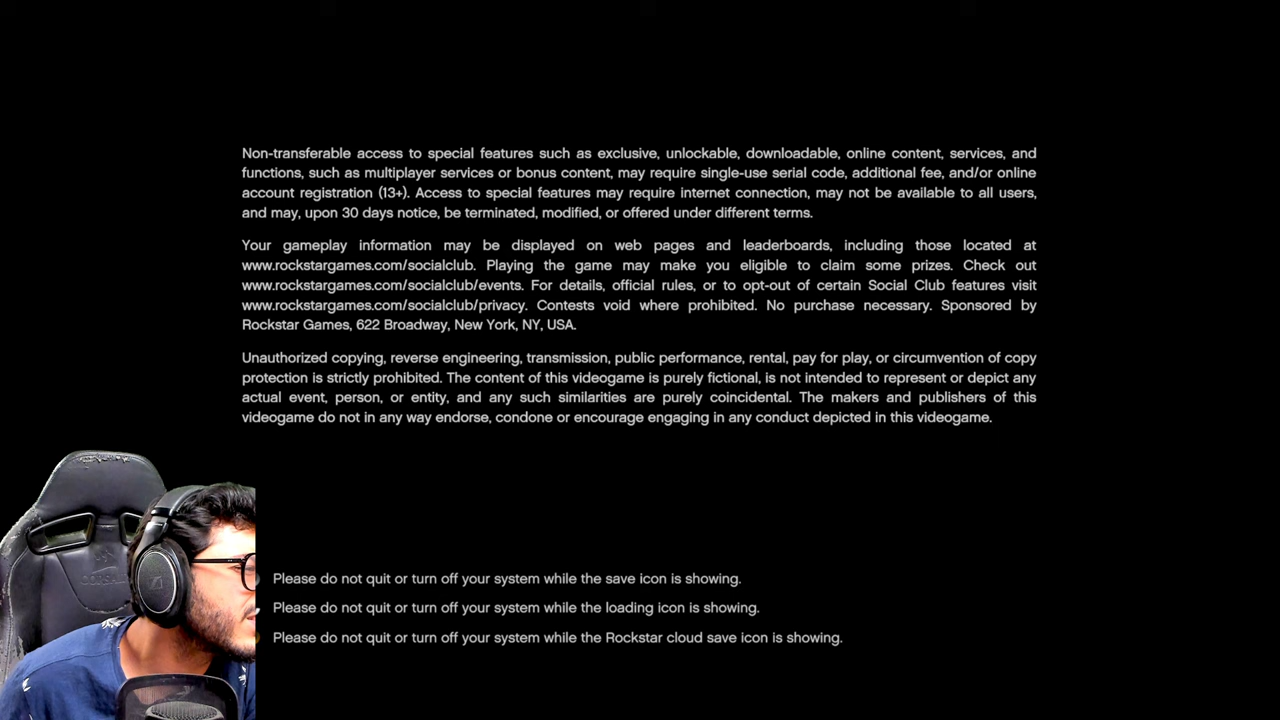 Non-transferable access to special features such as exclusive, unlockable, downloadable, online content, services, and
functions, such as multiplayer services or bonus content, may require single-use serial code, additional fee, and/or online
account registration (13+). Access to special features may require internet connection, may not be available to all users,
and may, upon 30 days notice, be terminated, modified, or offered under different terms.
Your gameplay information may be displayed on web pages and leaderboards, including those located at
www.rockstargames.com/socialclub. Playing the game may make you eligible to claim some prizes. Check out
www.rockstargames.com/socialclub/events. For details, official rules, or to opt-out of certain Social Club features visit
www.rockstargames.com/socialclub/privacy. Contests void where prohibited. No purchase necessary. Sponsored by
Rockstar Games, 622 Broadway, New York, NY, USA.
Unauthorized copying, reverse engineering, transmission, public performance, rental, pay for play, or circumvention of copy
protection is strictly prohibited. The content of this videogame is purely fictional, is not intended to represent or depict any
actual event, person, or entity, and any such similarities are purely coincidental. The makers and publishers of this
videogame do not in any way endorse, condone or encourage engaging in any conduct depicted in this videogame.
Please do not quit or turn off your system while the save icon is showing.
Please do not quit or turn off your system while the loading icon is showing.
Please do not quit or turn off your system while the Rockstar cloud save icon is showing.